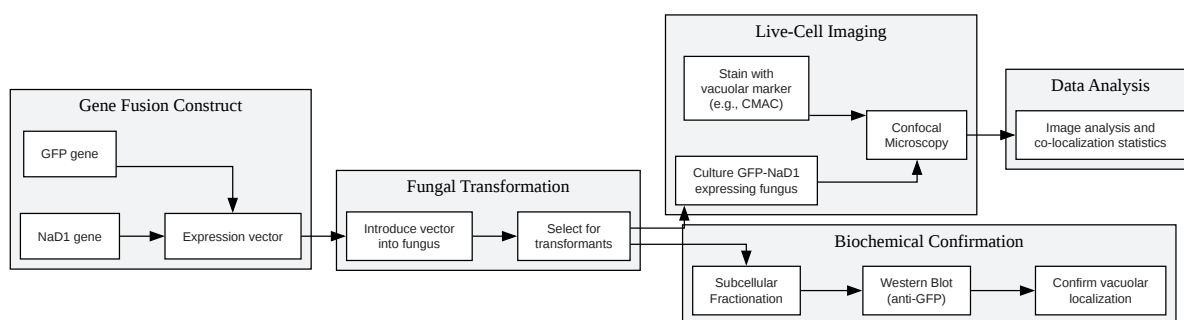 Gene Fusion Construct
GFP gene
NaD1 gene
Expression vector
Fungal Transformation
Introduce vector
into fungus
Select for
transformants
Live-Cell Imaging
Stain with
vacuolar marker
(e.g., CMAC)
Culture GFP-NaD1
expressing fungus
Confocal
Microscopy
Data Analysis
Image analysis and
co-localization statistics
Biochemical Confirmation
Subcellular
Fractionation
Western Blot
(anti-GFP)
Confirm vacuolar
localization